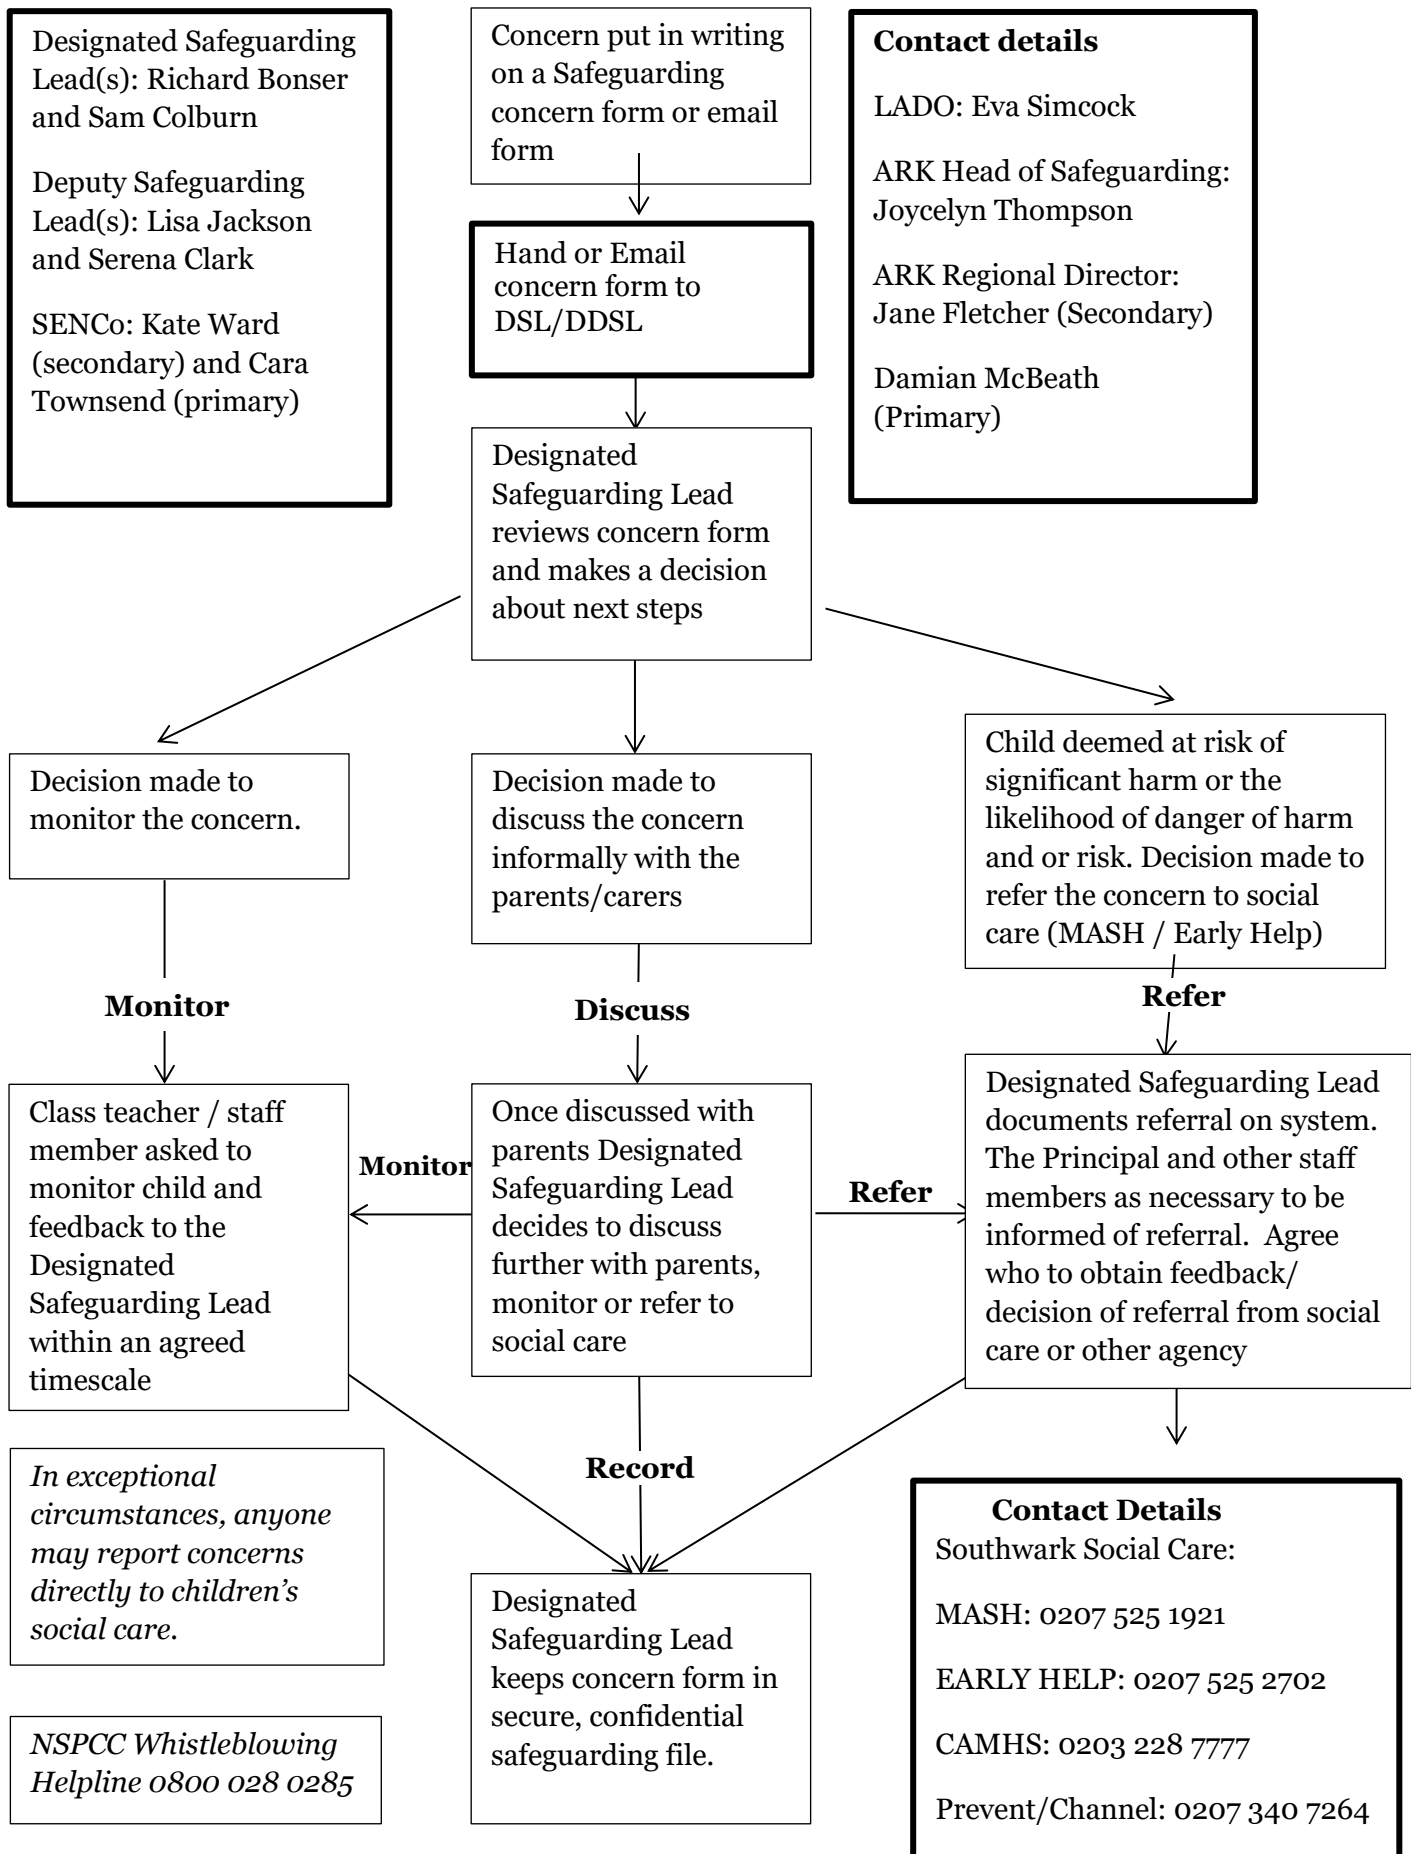 Designated Safeguarding
Lead(s): Richard Bonser
and Sam Colburn
Deputy Safeguarding
Lead(s): Lisa Jackson
and Serena Clark
SENCo: Kate Ward
(secondary) and Cara
Townsend (primary)
Concern put in writing
on a Safeguarding
concern form or email
form
Contact details
LADO: Eva Simcock
ARK Head of Safeguarding:
Joycelyn Thompson
ARK Regional Director:
Jane Fletcher (Secondary)
Damian McBeath
(Primary)
Hand or Email
concern form to
DSL/DDSL
Designated
Safeguarding Lead
reviews concern form
and makes a decision
about next steps
Decision made to
monitor the concern.
Decision made to
discuss the concern
informally with the
parents/carers
Child deemed at risk of
significant harm or the
likelihood of danger of harm
and or risk. Decision made to
refer the concern to social
care (MASH / Early Help)
Monitor
Discuss
Refer
Class teacher / staff
member asked to
monitor child and
feedback to the
Designated
Safeguarding Lead
within an agreed
timescale
Monitor
Once discussed with
parents Designated
Safeguarding Lead
decides to discuss
further with parents,
monitor or refer to
social care
Refer
Designated Safeguarding Lead
documents referral on system.
The Principal and other staff
members as necessary to be
informed of referral.  Agree
who to obtain feedback/
decision of referral from social
care or other agency
In exceptional
circumstances, anyone
may report concerns
directly to children’s
social care.
Record
NSPCC Whistleblowing
Helpline 0800 028 0285
Designated
Safeguarding Lead
keeps concern form in
secure, confidential
safeguarding file.
Contact Details
Southwark Social Care:
MASH: 0207 525 1921
EARLY HELP: 0207 525 2702
CAMHS: 0203 228 7777
Prevent/Channel: 0207 340 7264